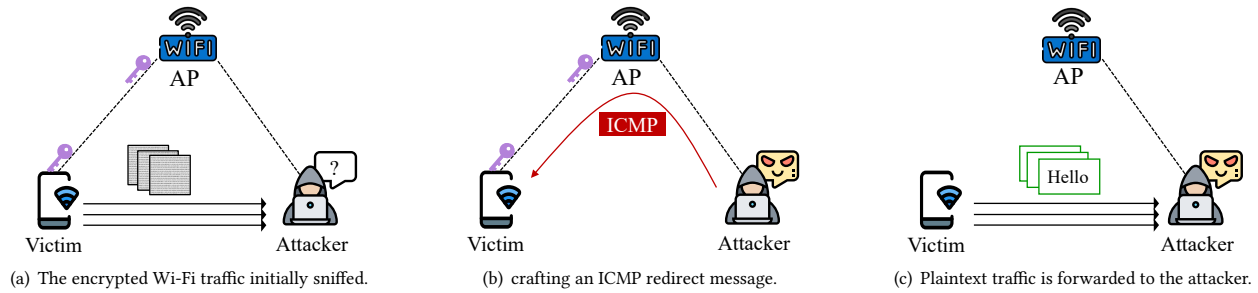 WIFI
AP
?
Victim
Attacker
(a) The encrypted Wi-Fi traffic initially sniffed.
WIFI
AP
ICMP
Victim
Attacker
(b) crafting an ICMP redirect message.
WIFI
AP
Hello
Victim
Attacker
(c) Plaintext traffic is forwarded to the attacker.